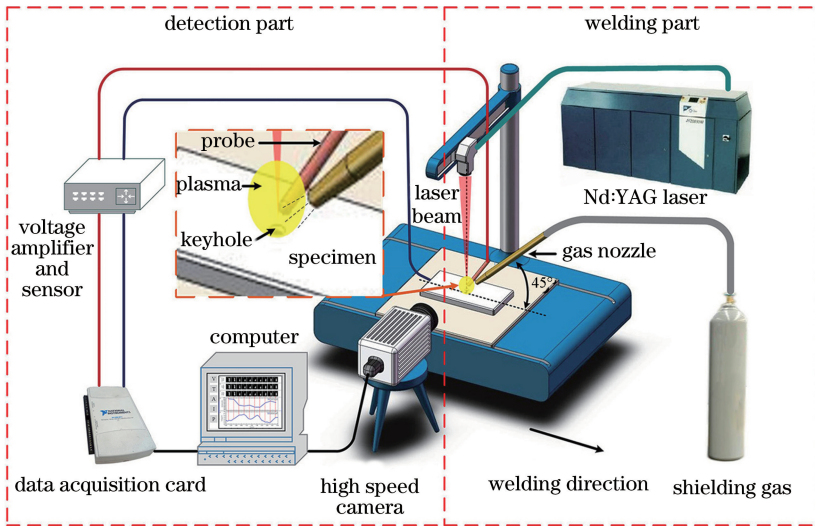 detection part
welding part
probe
plasma
keyhole
specimen
laser
beam
Nd:YAG laser
gas nozzle
45°
voltage
amplifier
and
sensor
computer
data acquisition card
high speed
camera
welding direction
shielding gas